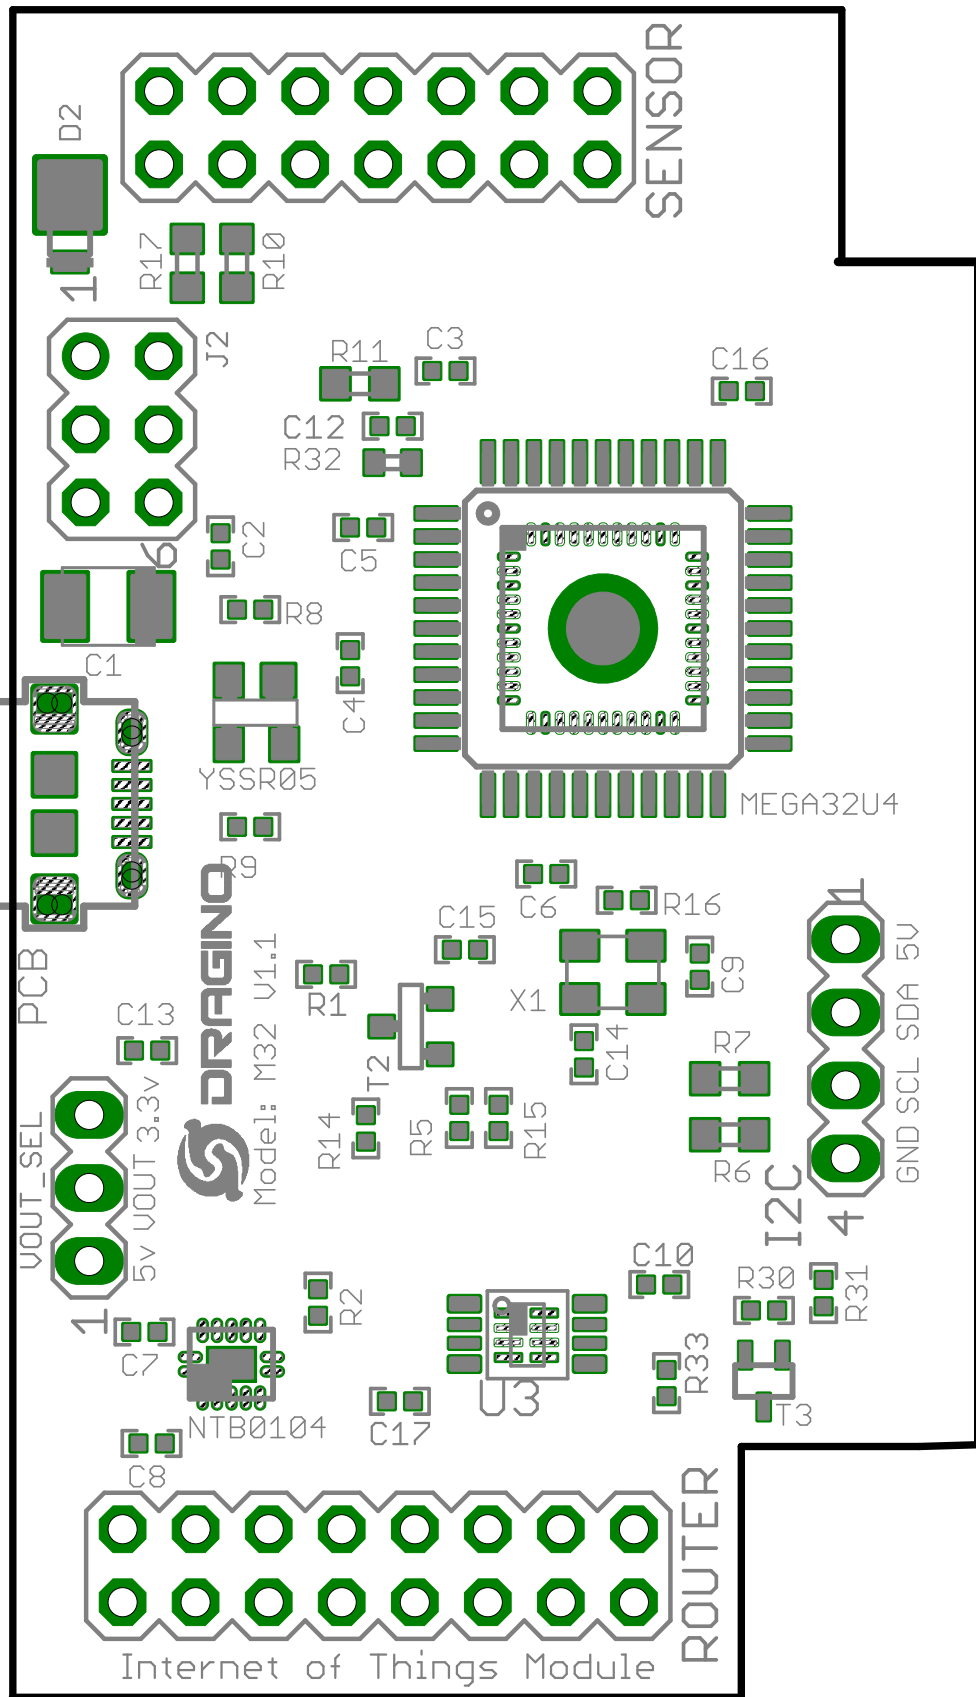 SENSOR
D2
R17
R10
1
J2
R11
C3
C16
C12
R32
C2
C5
6
R8
C1
C4
YSSR05
MEGA32U4
R9
C6
R16
1
C15
5V
PCB
DRAGINO
Model: M32 V1.1
R1
X1
C9
SDA
C13
T2
C14
R7
SCL
VOUT_SEL
5v VOUT 3.3v
R14
R5
R15
R6
GND
I2C
4
C10
R30
R31
R2
1
C7
R33
U3
NTB0104
C17
T3
C8
ROUTER
Internet of Things Module